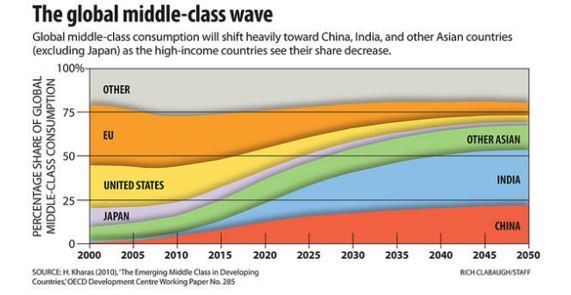 The global middle-class wave
Global middle-class consumption will shift heavily toward China, India, and other Asian countries
(excluding Japan) as the high-income countries see their share decrease.
PERCENTAGE SHARE OF GLOBAL
MIDDLE-CLASS CONSUMPTION
100%
75
50
25
0
OTHER
EU
UNITED STATES
JAPAN
OTHER ASIAN
INDIA
CHINA
2000 2005 2010 2015 2020 2025 2030 2035 2040 2045 2050
SOURCE: H. Kharas (2010), 'The Emerging Middle Class in Developing
Countries,' OECD Development Centre Working Paper No. 285
RICH CLABAUGH/STAFF